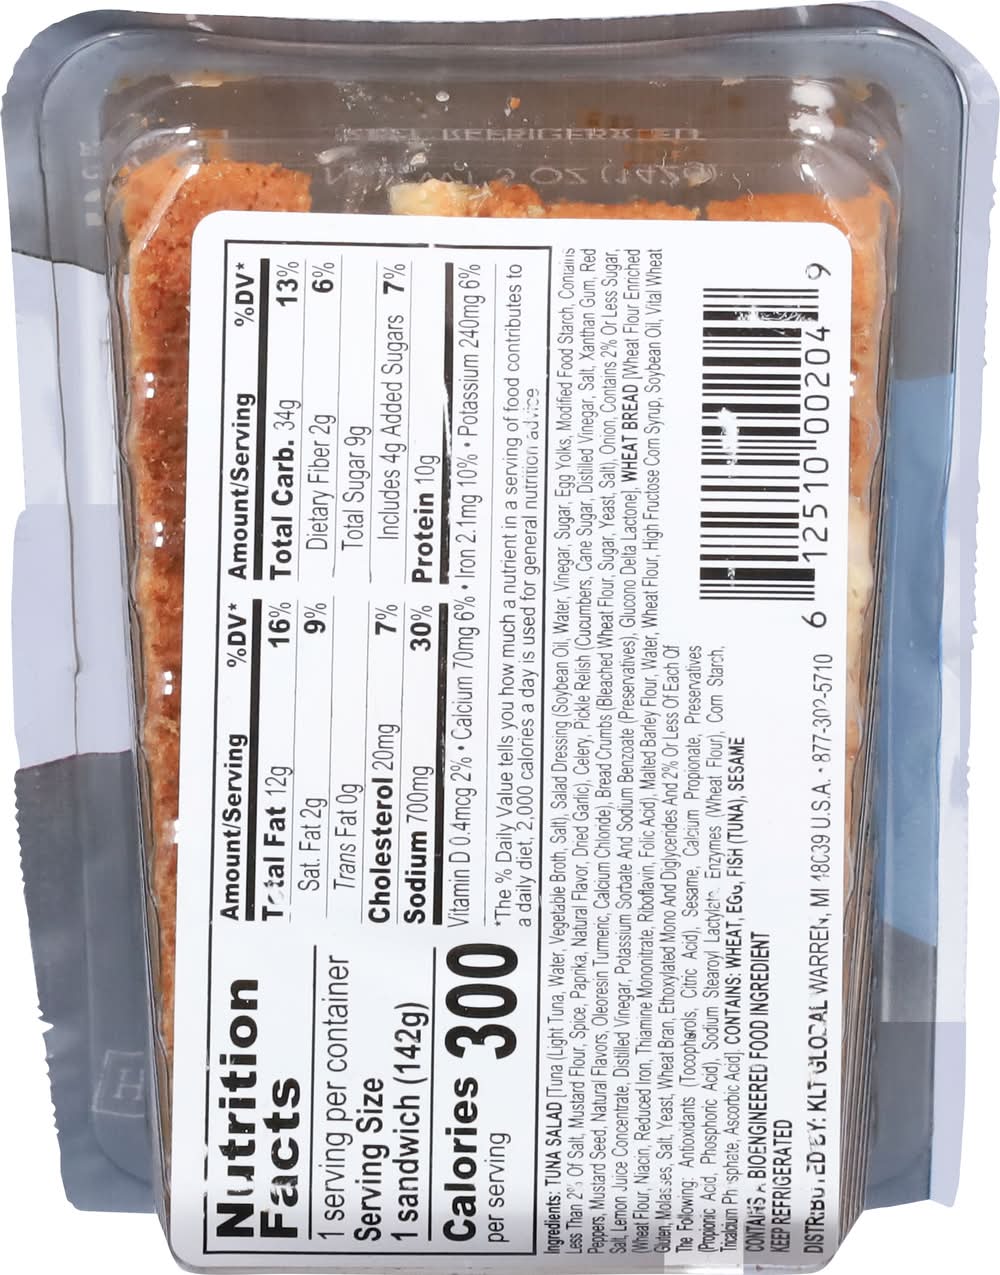 Nutrition
Facts
1 serving per container
Serving Size
1 sandwich (142g)
Calories 300
per serving
Amount/Serving %DV*
Total Fat 12g 16%
Sat. Fat 2g 9%
Trans Fat 0g
Cholesterol 20mg 7%
Sodium 700mg 30%
Amount/Serving %DV*
Total Carb. 34g 13%
Dietary Fiber 2g 6%
Total Sugar 9g
Includes 4g Added Sugars 7%
Protein 10g
Vitamin D 0.4mcg 2% • Calcium 70mg 6% • Iron 2.1mg 10% • Potassium 240mg 6%
*The % Daily Value tells you how much a nutrient in a serving of food contributes to
a daily diet, 2,000 calories a day is used for general nutrition advice
Ingredients: TUNA SALAD [Tuna (Light Tuna, Water, Vegetable Broth, Salt), Salad Dressing (Soybean Oil, Water, Vinegar, Sugar, Egg Yolks, Modified Food Starch, Contains
Less Than 2% Of Salt, Mustard Flour, Spice, Paprika, Natural Flavor, Dried Garlic), Celery, Pickle Relish (Cucumbers, Cane Sugar, Distilled Vinegar, Salt, Xanthan Gum, Red
Peppers, Mustard Seed, Natural Flavors, Oleoresin Turmeric, Calcium Chloride), Bread Crumbs (Bleached Wheat Flour, Sugar, Yeast, Salt), Onion, Contains 2% Or Less Sugar,
Salt, Lemon Juice Concentrate, Distilled Vinegar, Potassium Sorbate And Sodium Benzoate (Preservatives), Glucono Delta Lactone], WHEAT BREAD [Wheat Flour Enriched
(Wheat Flour, Niacin, Reduced Iron, Thiamine Mononitrate, Riboflavin, Folic Acid), Malted Barley Flour, Water, Wheat Flour, High Fructose Corn Syrup, Soybean Oil, Vital Wheat
Gluten, Molasses, Salt, Yeast, Wheat Bran, Ethoxylated Mono And Diglycerides And 2% Or Less Of Each Of
The Following: Antioxidants (Tocopherols, Citric Acid), Sesame, Calcium Propionate, Preservatives
(Propionic Acid, Phosphoric Acid), Sodium Stearoyl Lactylate, Enzymes (Wheat Flour), Corn Starch,
Tricalcium Phosphate, Ascorbic Acid] CONTAINS: WHEAT, EGG, FISH (TUNA), SESAME
CONTAINS A BIOENGINEERED FOOD INGREDIENT
KEEP REFRIGERATED
DISTRIBUTED BY: KLT GLOBAL WARREN, MI 48089 U.S.A. • 877-302-5710
6 12510 00204 9